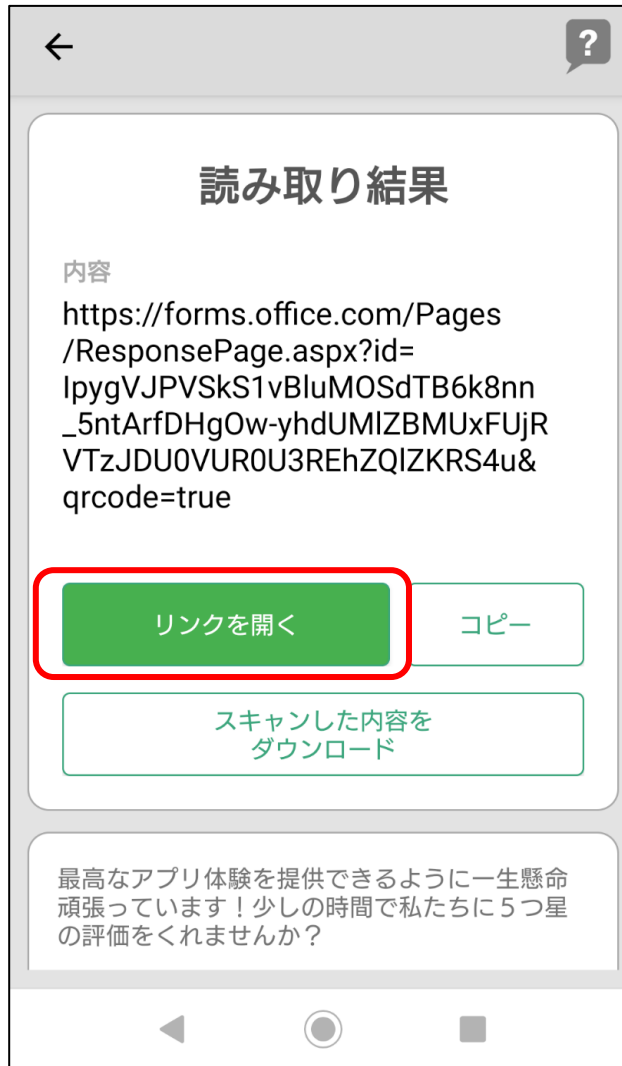 ?
読み取り結果
内容
https://forms.office.com/Pages
/ResponsePage.aspx?id=
IpygVJPVSkS1vBluMOSdTB6k8nn
_5ntArfDHgOw-yhdUMlZBMUxFUjR
VTzJDU0VUR0U3REhZQlZKRS4u&
qrcode=true
リンクを開く
コピー
スキャンした内容を
ダウンロード
最高なアプリ体験を提供できるように一生懸命
頑張っています！少しの時間で私たちに５つ星
の評価をくれませんか？